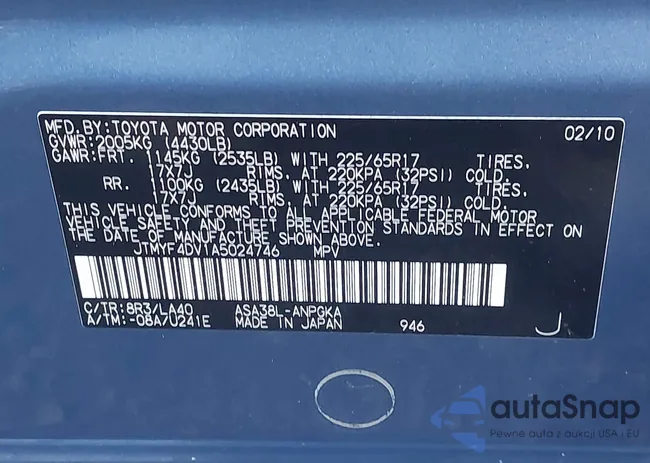 MFD.BY:TOYOTA MOTOR CORPORATION 02/10
GVWR:2005KG (4430LB)
GAWR:FRT. 1145KG (2535LB) WITH 225/65R17 TIRES.
17X7J RIMS. AT 220KPA (32PSI) COLD.
RR. 1100KG (2435LB) WITH 225/65R17 TIRES.
17X7J RIMS. AT 220KPA (32PSI) COLD.
THIS VEHICLE CONFORMS TO ALL APPLICABLE FEDERAL MOTOR
VEHICLE SAFETY AND THEFT PREVENTION STANDARDS IN EFFECT ON
THE DATE OF MANUFACTURE SHOWN ABOVE.
JTMYF4DV1A5024746 MPV
C/TR:8R3/LA40 ASA38L-ANPGKA
A/TM:-08A/U241E MADE IN JAPAN 946 J
autaSnap
Pewne auta z aukcji USA i EU